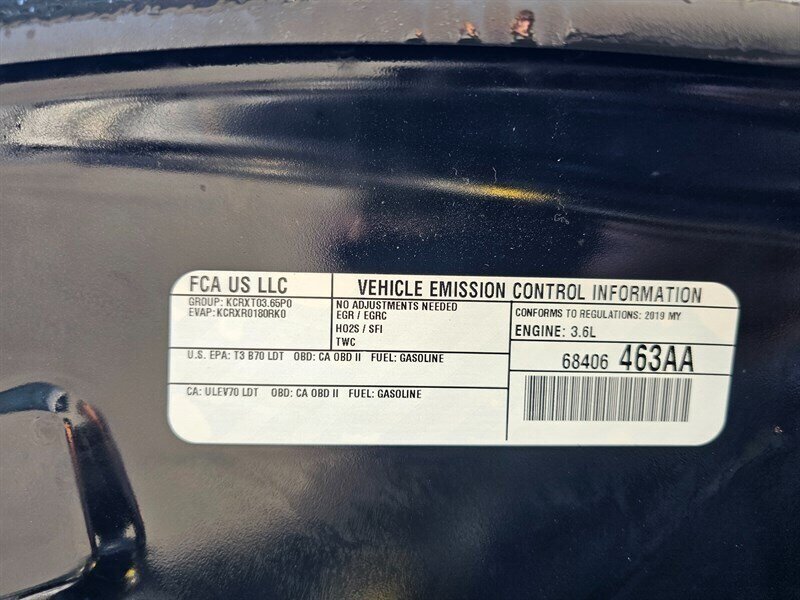 FCA US LLC
VEHICLE EMISSION CONTROL INFORMATION
GROUP: KCRXT03.65P0
EVAP: KCRXR0180RK0
NO ADJUSTMENTS NEEDED
EGR / EGRC
HO2S / SFI
TWC
CONFORMS TO REGULATIONS: 2019 MY
ENGINE: 3.6L
U.S. EPA: T3 B70 LDT OBD: CA OBD II FUEL: GASOLINE
68406 463AA
CA: ULEV70 LDT OBD: CA OBD II FUEL: GASOLINE